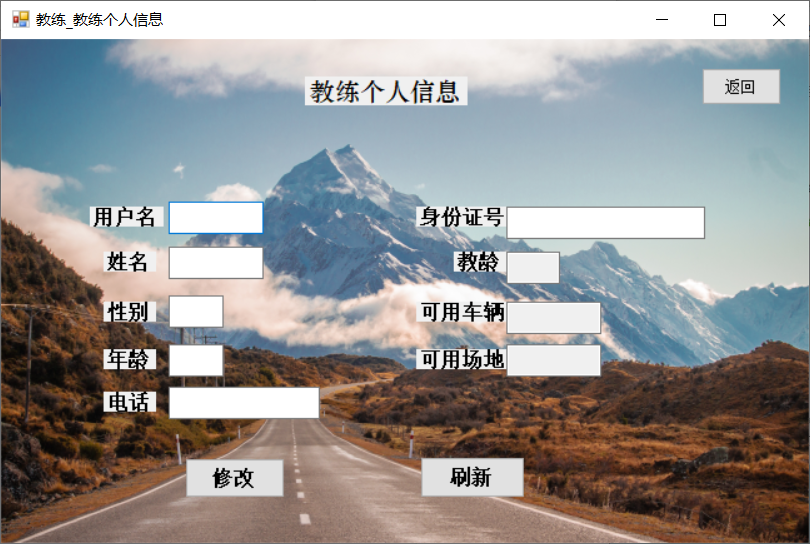 教练_教练个人信息
教练个人信息
返回
用户名
身份证号
姓名
教龄
性别
可用车辆
年龄
可用场地
电话
修改
刷新